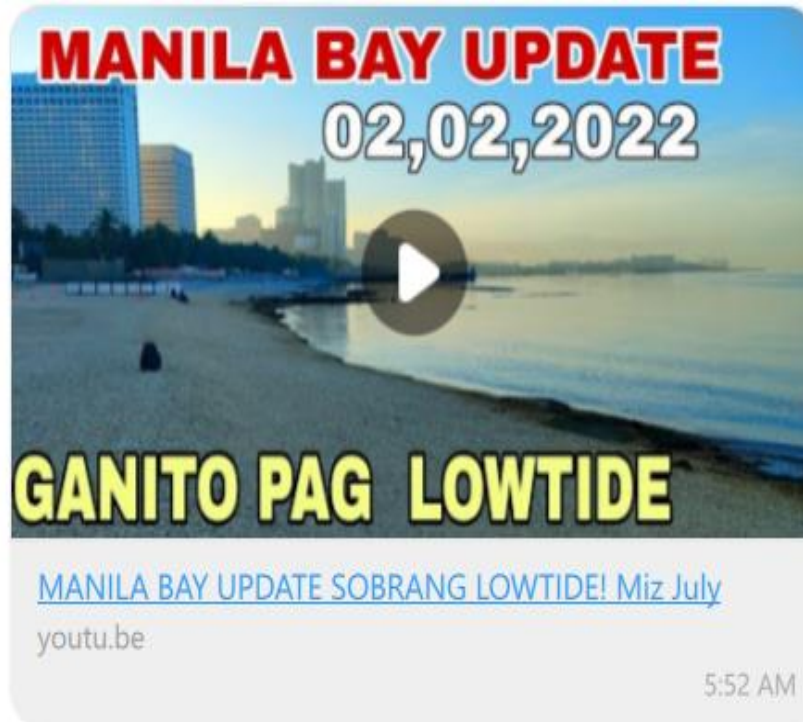 MANILA BAY UPDATE
02,02,2022
GANITO PAG LOWTIDE
MANILA BAY UPDATE SOBRANG LOWTIDE! Miz July
youtu.be
5:52 AM